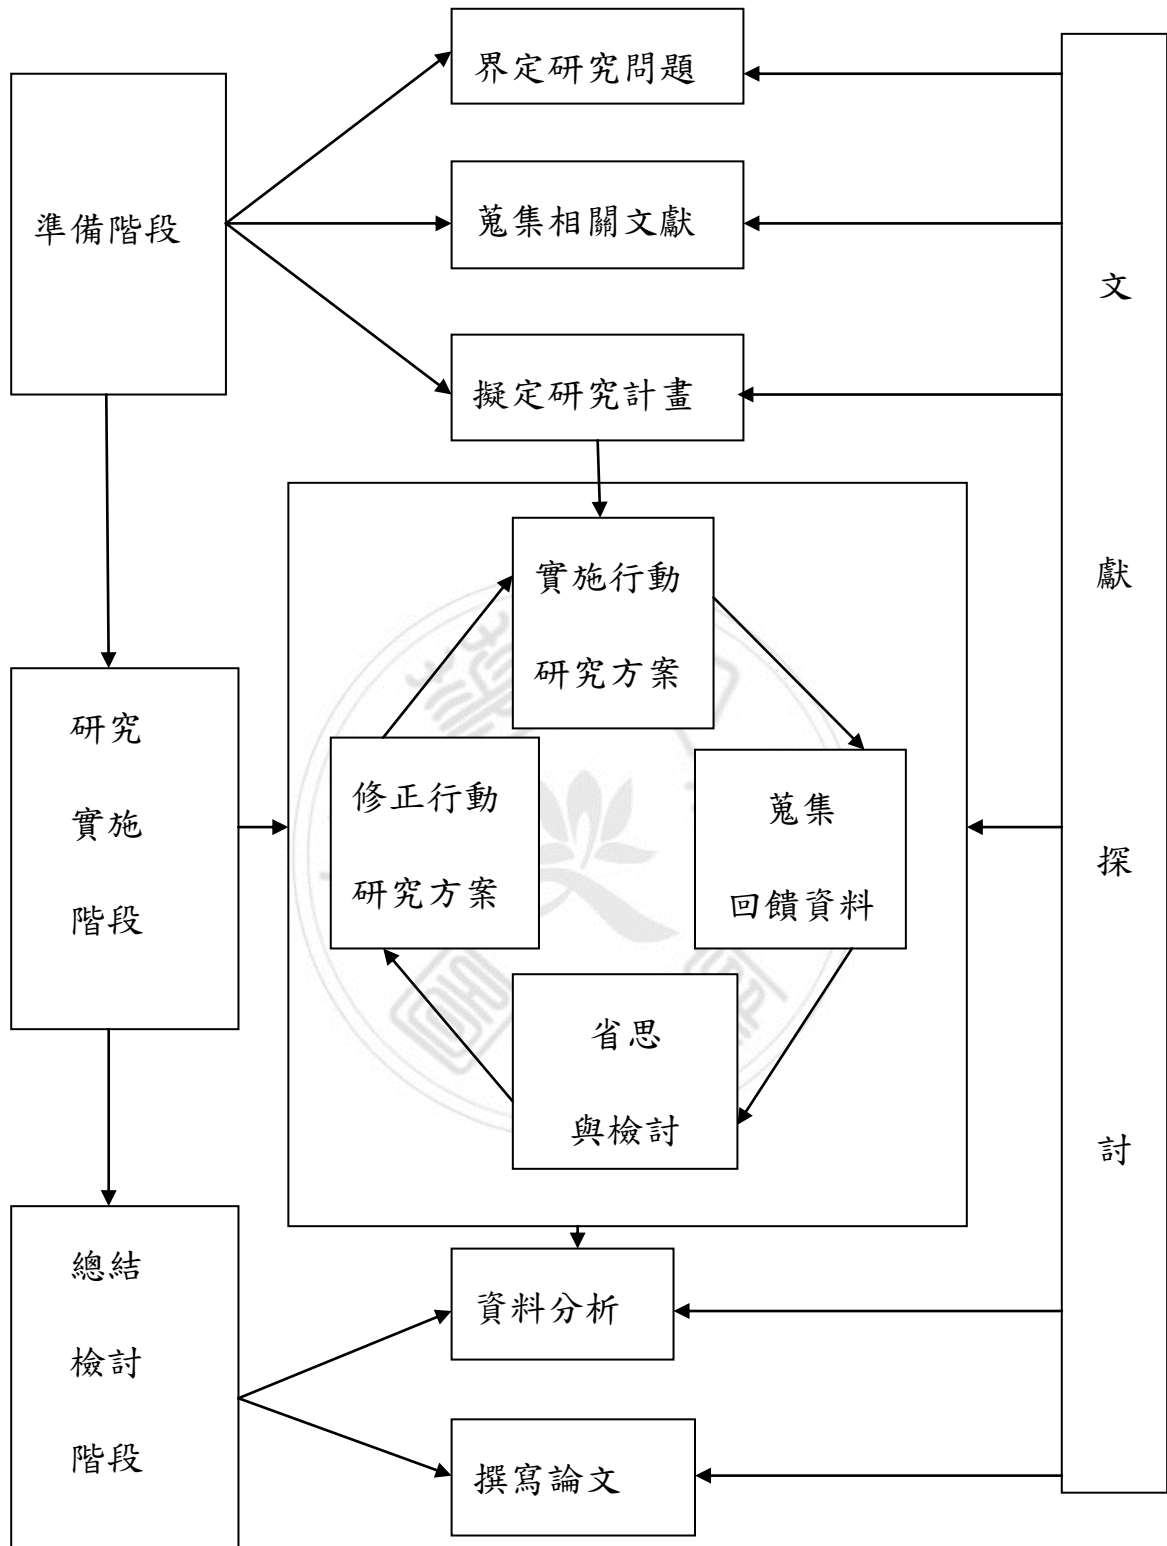 界定研究問題
準備階段
蒐集相關文獻
擬定研究計畫
文
獻
探
討
實施行動
研究方案
研究
實施
階段
修正行動
研究方案
蒐集
回饋資料
省思
與檢討
總結
檢討
階段
資料分析
撰寫論文